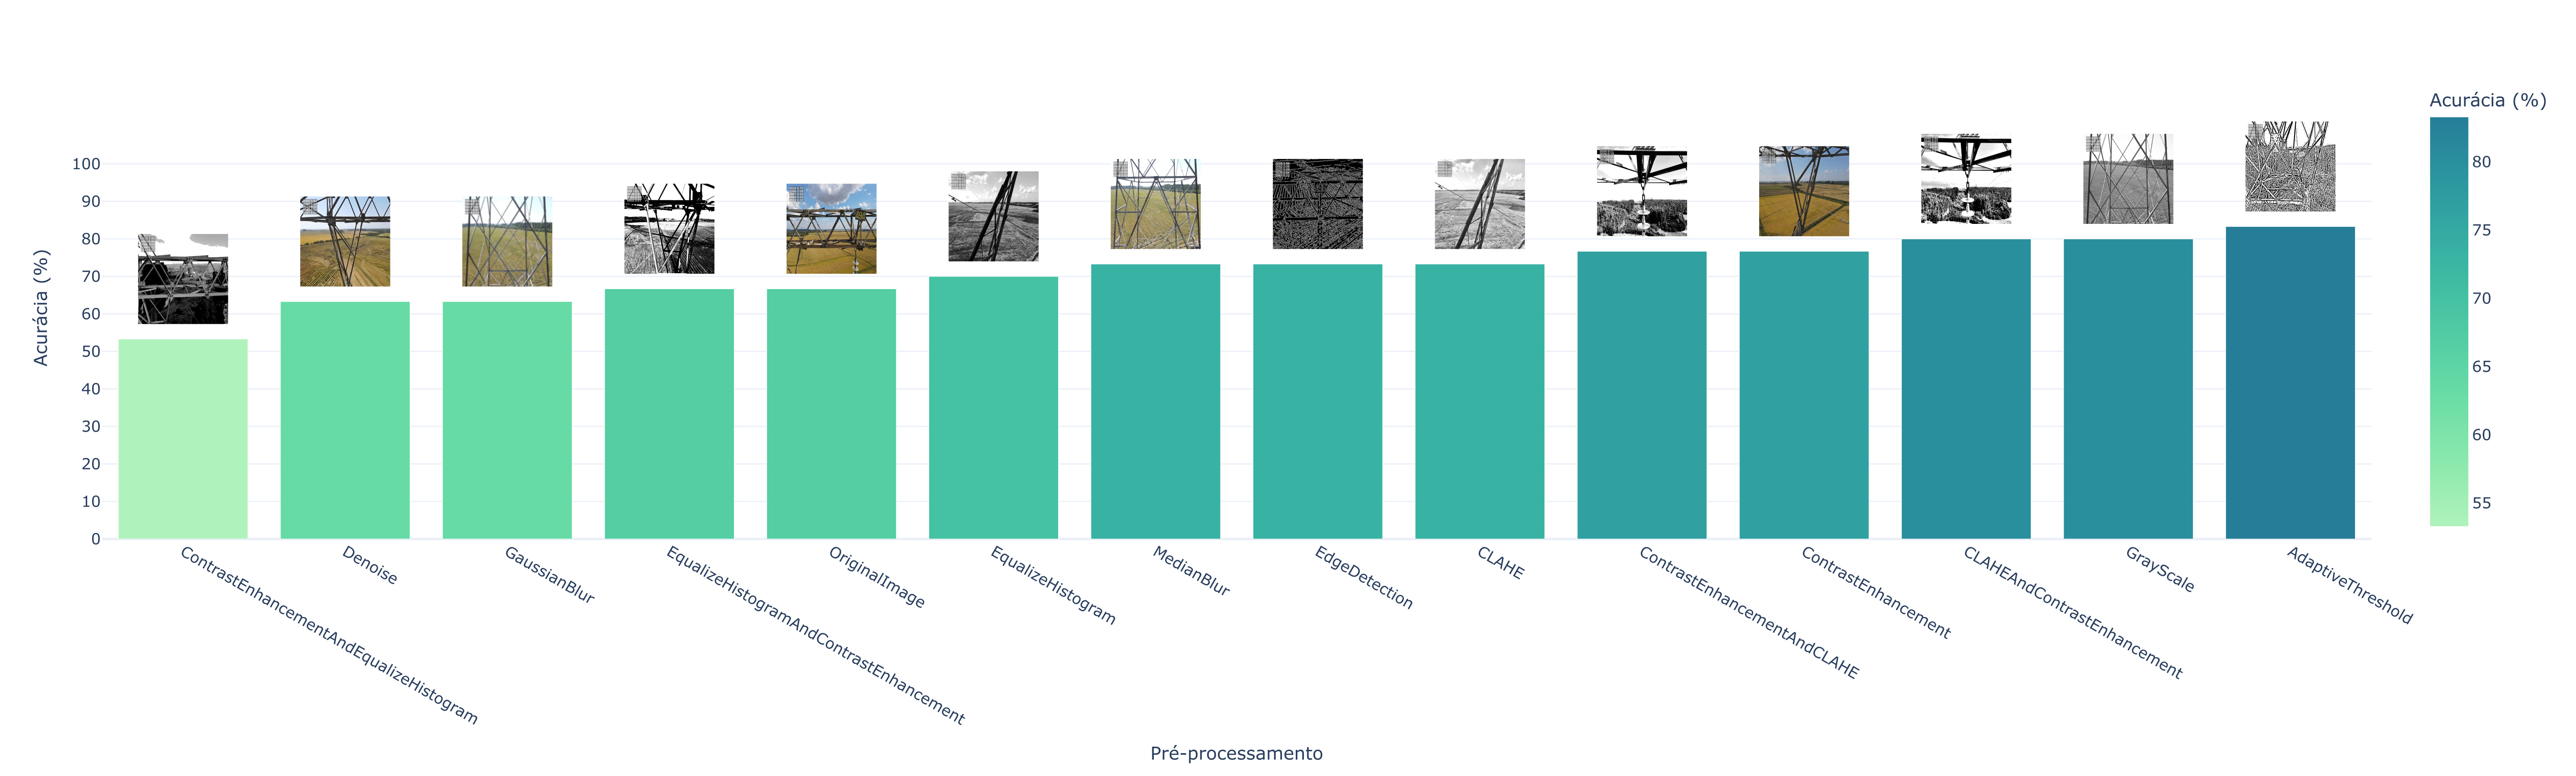 Acurácia (%)
100
90
80
70
60
50
40
30
20
10
0
ContrastEnhancementAndEqualizeHistogram
Denoise
GaussianBlur
EqualizeHistogramAndContrastEnhancement
OriginalImage
EqualizeHistogram
MedianBlur
EdgeDetection
CLAHE
ContrastEnhancementAndCLAHE
ContrastEnhancement
CLAHEAndContrastEnhancement
GrayScale
AdaptiveThreshold
Pré-processamento
Acurácia (%)
80
75
70
65
60
55